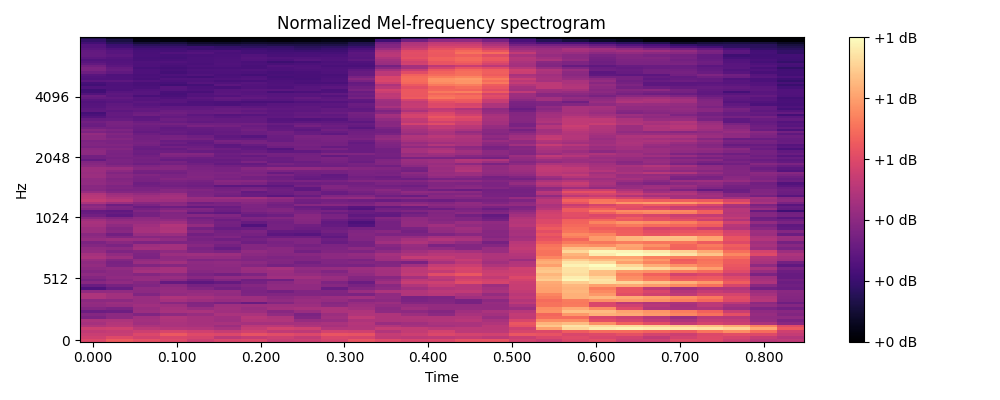 Normalized Mel-frequency spectrogram
Hz
4096
2048
1024
512
0
0.000 0.100 0.200 0.300 0.400 0.500 0.600 0.700 0.800
Time
+1 dB
+1 dB
+1 dB
+0 dB
+0 dB
+0 dB